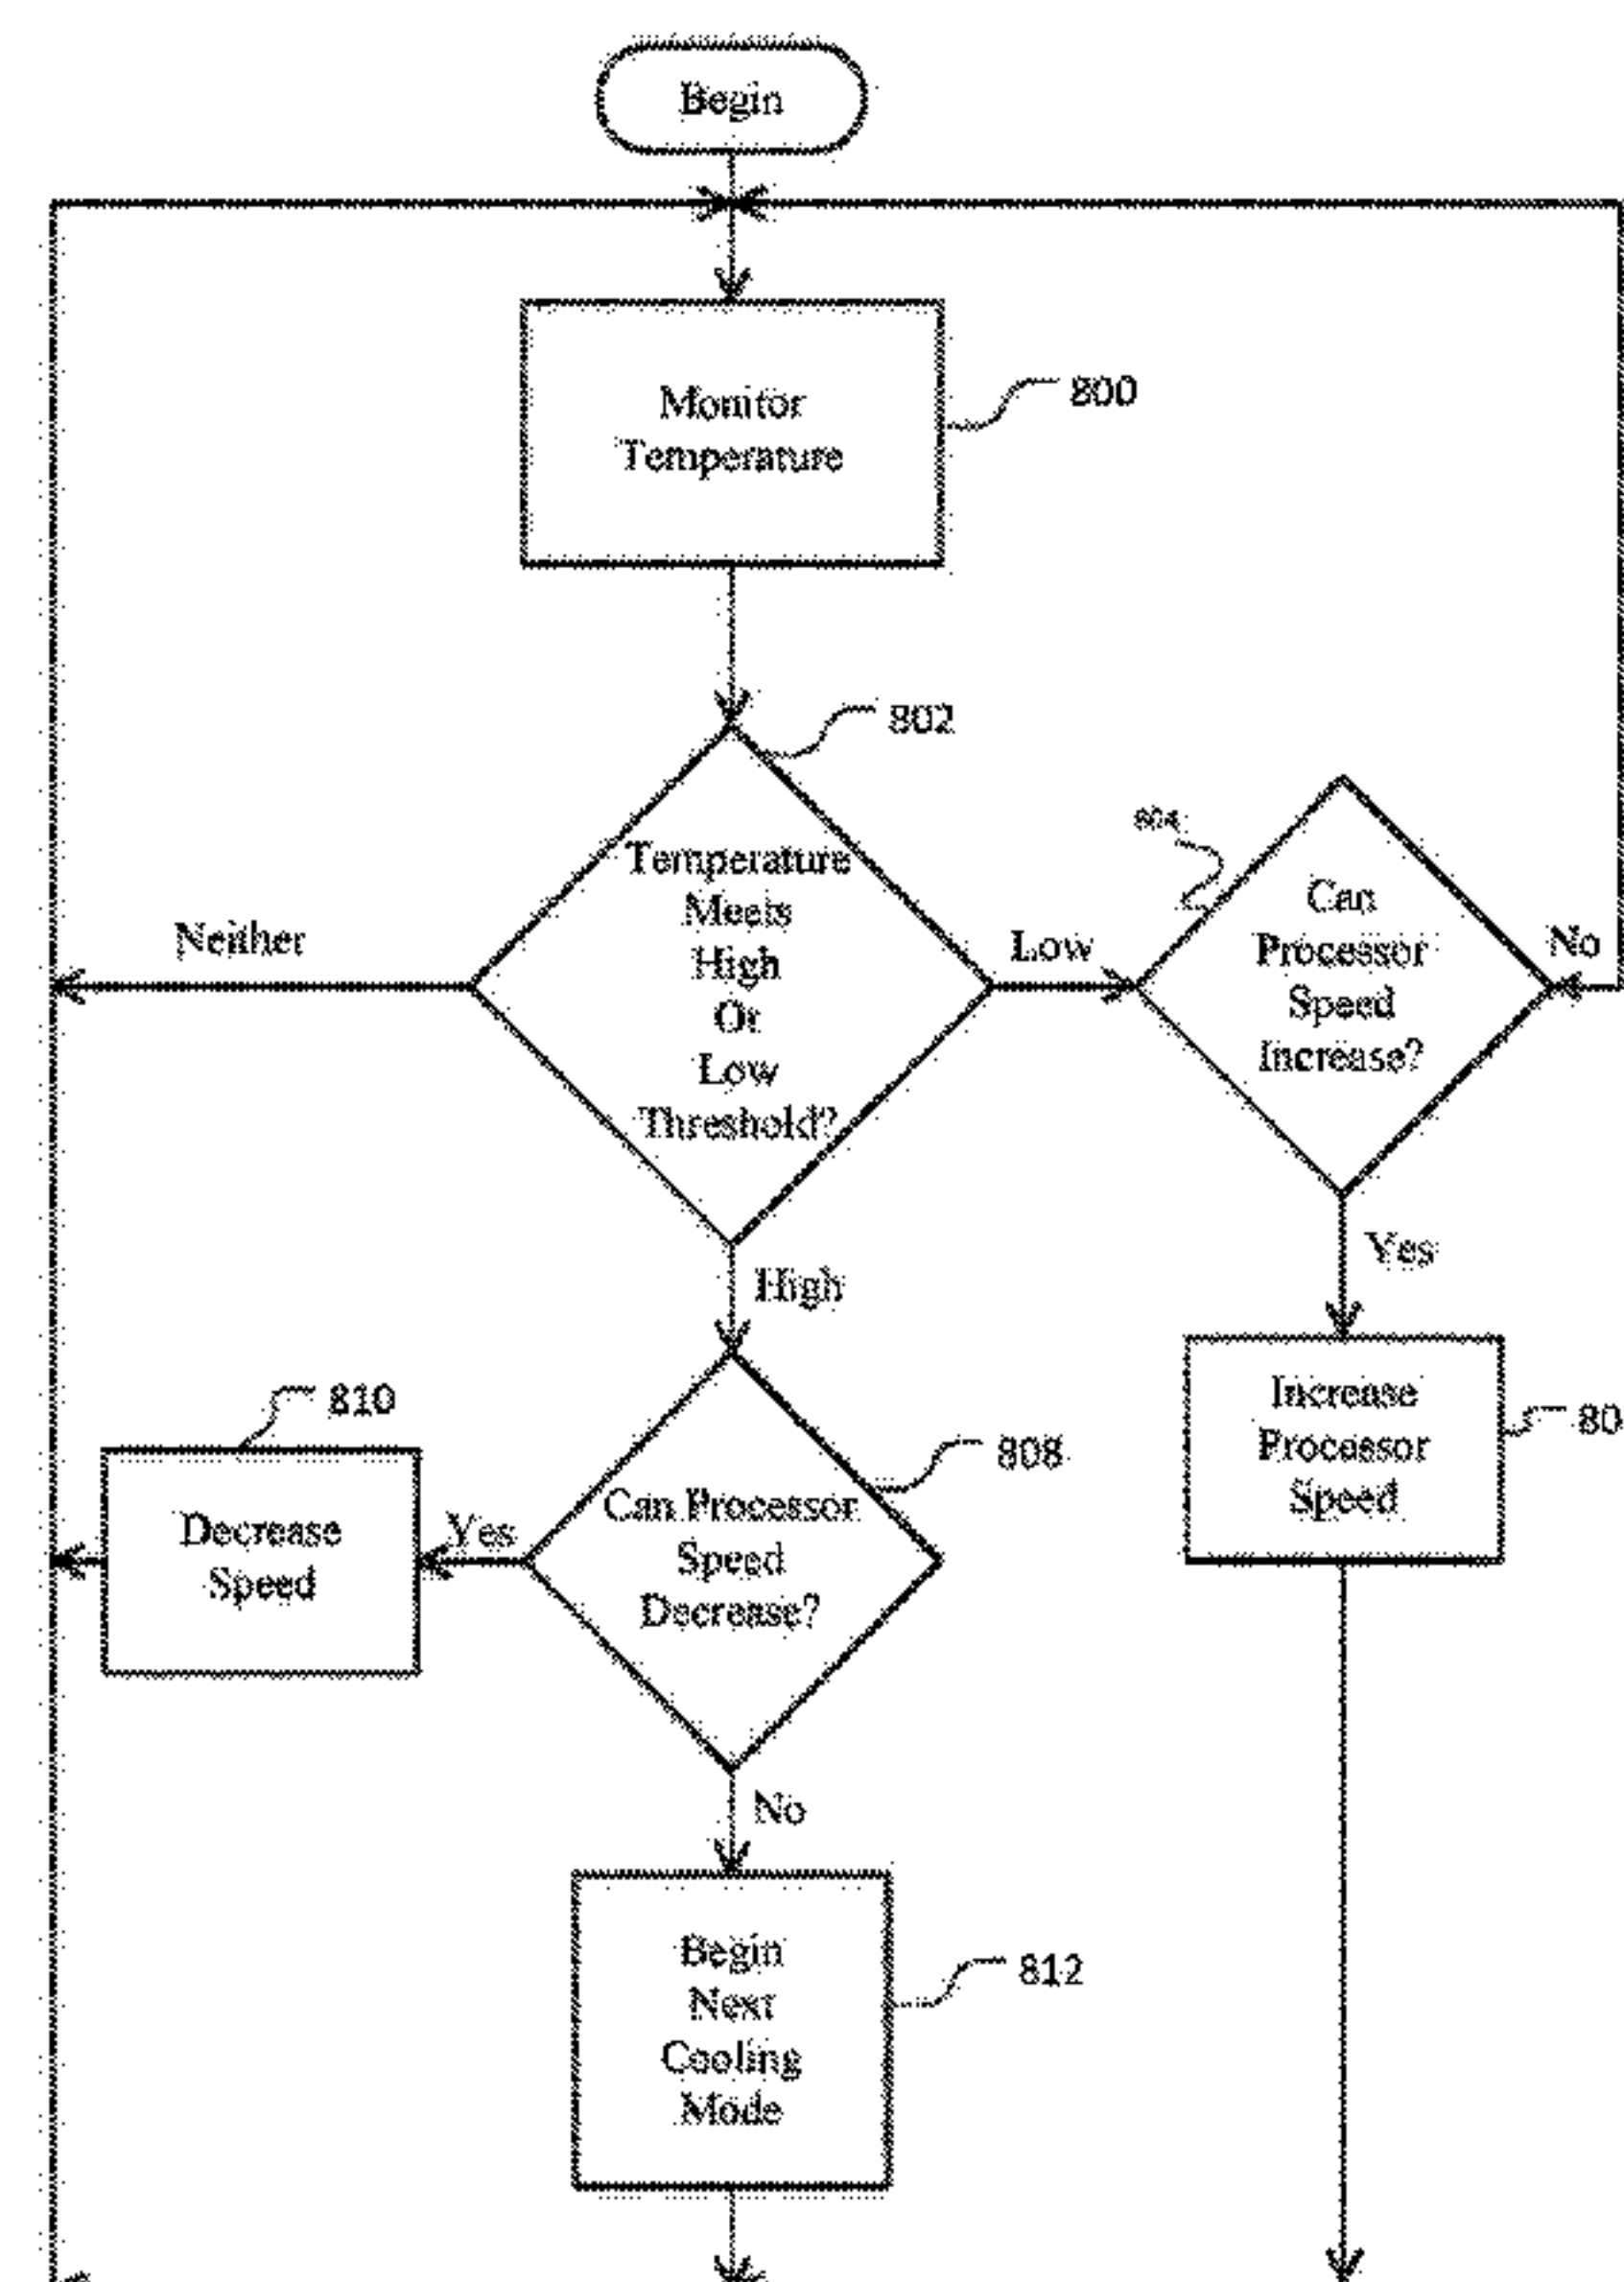 Begin
Monitor
Temperature
800
802
Temperature
Meets
High
Or
Low
Threshold?
Neither
Low
804
Can
Processor
Speed
Increase?
No
High
Yes
810
Decrease
Speed
Yes
Can Processor
Speed
Decrease?
808
Increase
Processor
Speed
80
No
Begin
Next
Cooling
Mode
812